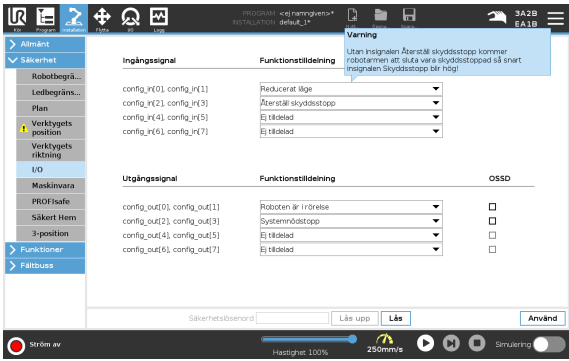 UR
Kör
Program
Installation
Flytta
I/O
Logg
PROGRAM <ej namngiven>*
INSTALLATION default_1*
3A2B
EA1B
Varning
Utan insignalen Återställ skyddsstopp kommer
robotarmen att sluta vara skyddsstoppad så snart
insignalen Skyddsstopp blir hög!
Allmänt
Säkerhet
Robotbegrä...
Ledbegräns...
Plan
Verktygets
position
Verktygets
riktning
I/O
Maskinvara
PROFIsafe
Säkert Hem
3-position
Funktioner
Fältbuss
Ingångssignal Funktionstilldelning
config_in[0], config_in[1] Reducerat läge
config_in[2], config_in[3] Återställ skyddsstopp
config_in[4], config_in[5] Ej tilldelad
config_in[6], config_in[7] Ej tilldelad
Utgångssignal Funktionstilldelning OSSD
config_out[0], config_out[1] Roboten är i rörelse
config_out[2], config_out[3] Systemnödstopp
config_out[4], config_out[5] Ej tilldelad
config_out[6], config_out[7] Ej tilldelad
Säkerhetslösenord Lås upp Lås Använd
Ström av
Hastighet 100%
250mm/s
Simulering